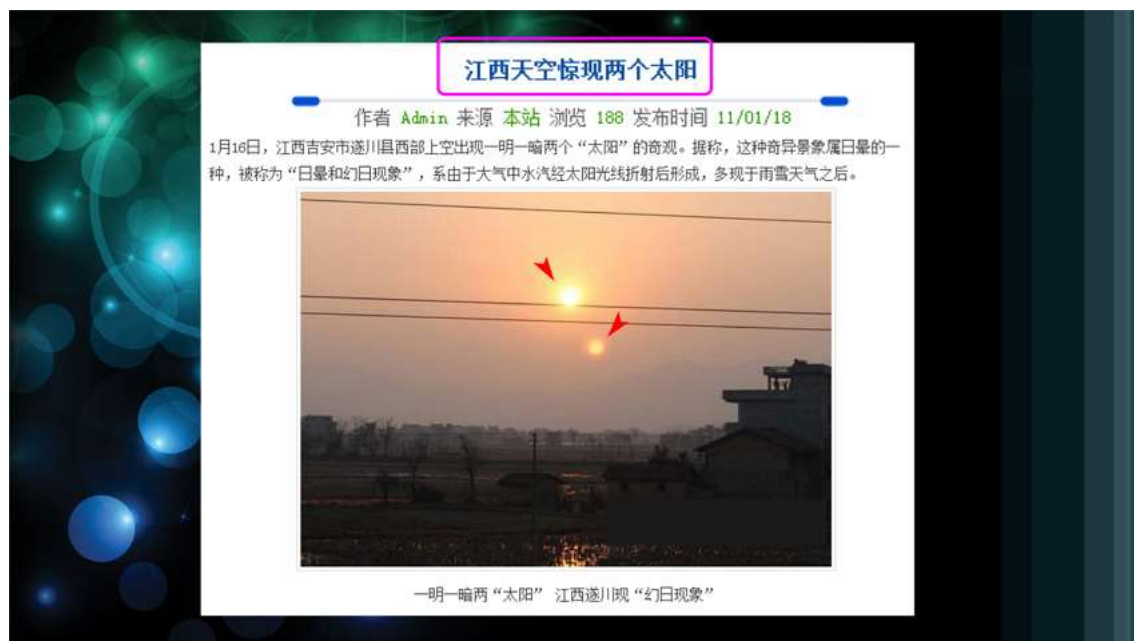 江西天空惊现两个太阳
作者 Admin 来源 本站 浏览 188 发布时间 11/01/18
1月16日，江西吉安市遂川县西部上空出现一明一暗两个“太阳”的奇观。据称，这种奇异景象属日晕的一
种，被称为“日晕和幻日现象”，系由于大气中水汽经太阳光线折射后形成，多现于雨雪天气之后。
一明一暗两“太阳” 江西遂川现“幻日现象”